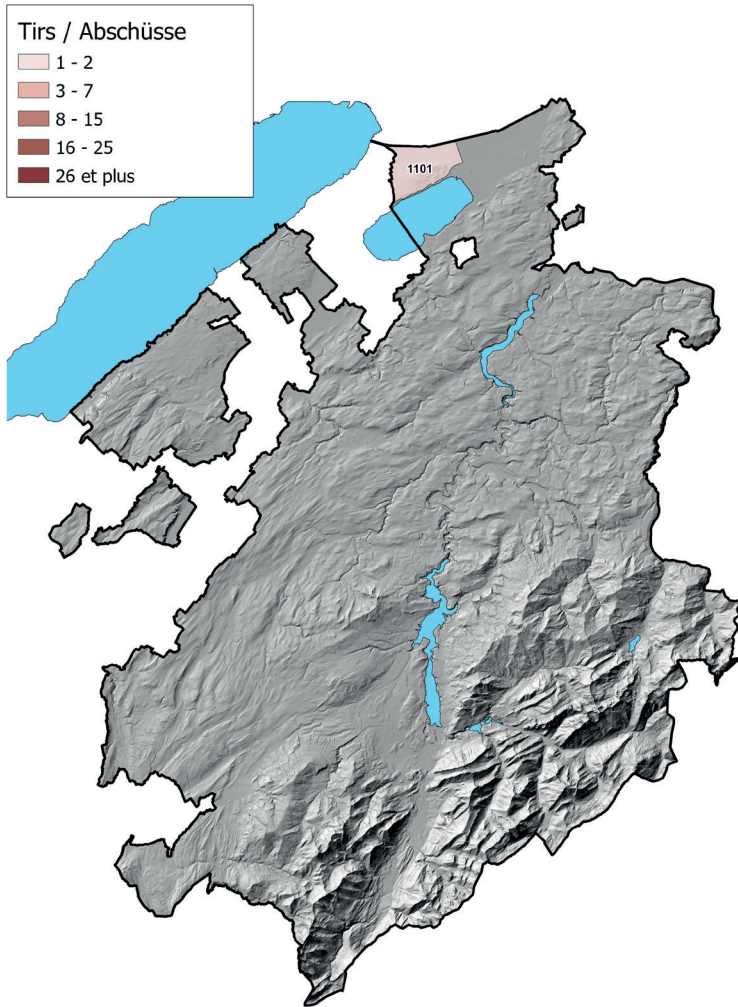 Tirs / Abschüsse
1 - 2
3 - 7
8 - 15
16 - 25
26 et plus
1101